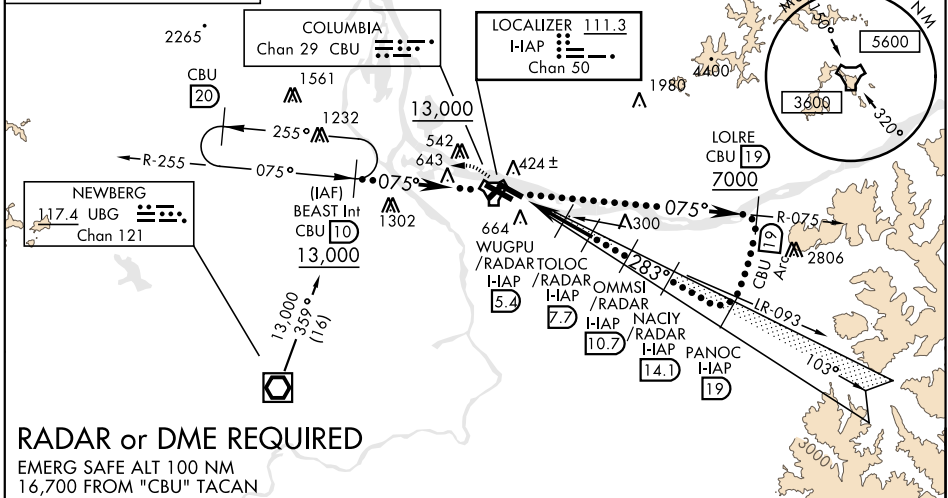 COLUMBIA
Chan 29 CBU
LOCALIZER 111.3
I-IAP
Chan 50
NM
150°
5600
3600
320°
2265
1561
CBU
20
1232
255°
13,000
542
643
424 ±
1980
4400
LOLRE
CBU 19
7000
R-255
075°
075°
075°
R-075
NEWBERG
117.4 UBG
Chan 121
(IAF)
BEAST Int
CBU 10
13,000
1302
664
300
2806
CBU 19
Arc
WUGPU
/RADAR
I-IAP
5.4
TOLOC
/RADAR
I-IAP
7.7
OMMSI
/RADAR
I-IAP
10.7
NACIY
/RADAR
I-IAP
14.1
PANOC
I-IAP
19
283°
LR-093
103°
13,000
359°
(16)
3000
RADAR or DME REQUIRED
EMERG SAFE ALT 100 NM
16,700 FROM "CBU" TACAN